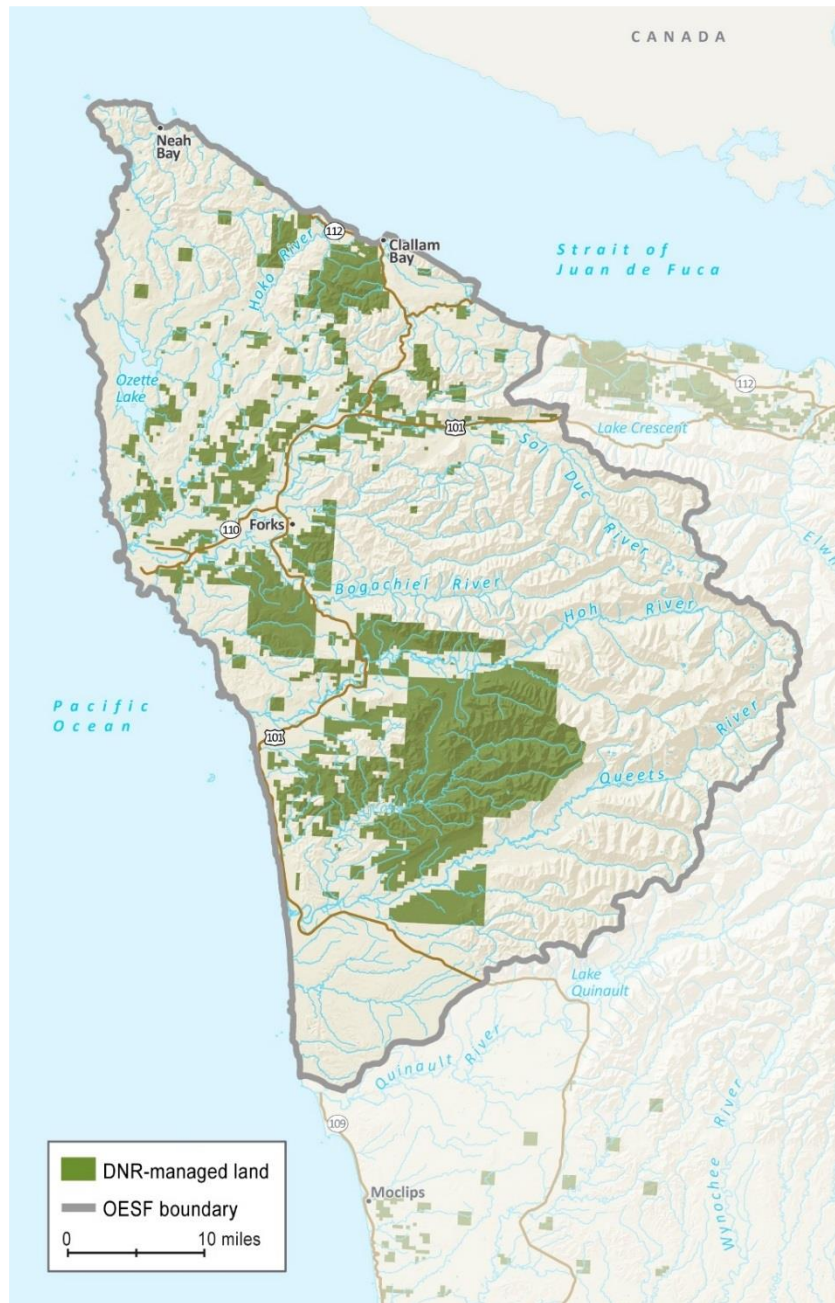 CANADA
Neah
Bay
112
Clallam
Bay
Hoko River
Strait of
Juan de Fuca
Ozette
Lake
112
101
Lake Crescent
Sol Duc River
110
Forks
Elwh
Bogachiel River
Hoh River
Pacific
Ocean
101
Queets River
Lake
Quinault
Quinault River
109
Moclips
Wynochee River
DNR-managed land
OESF boundary
0 10 miles